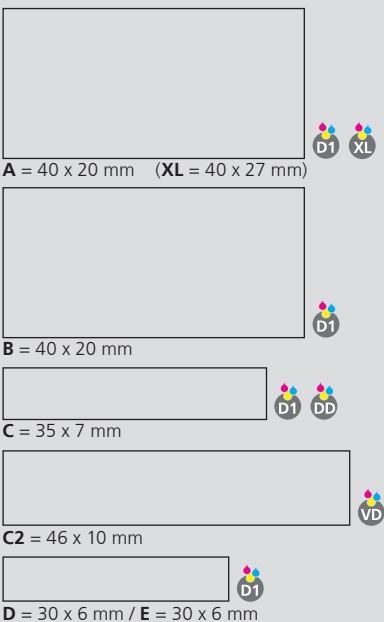 D1 XL
A = 40 x 20 mm (XL = 40 x 27 mm)
D1
B = 40 x 20 mm
D1 DD
C = 35 x 7 mm
VD
C2 = 46 x 10 mm
D1
D = 30 x 6 mm / E = 30 x 6 mm